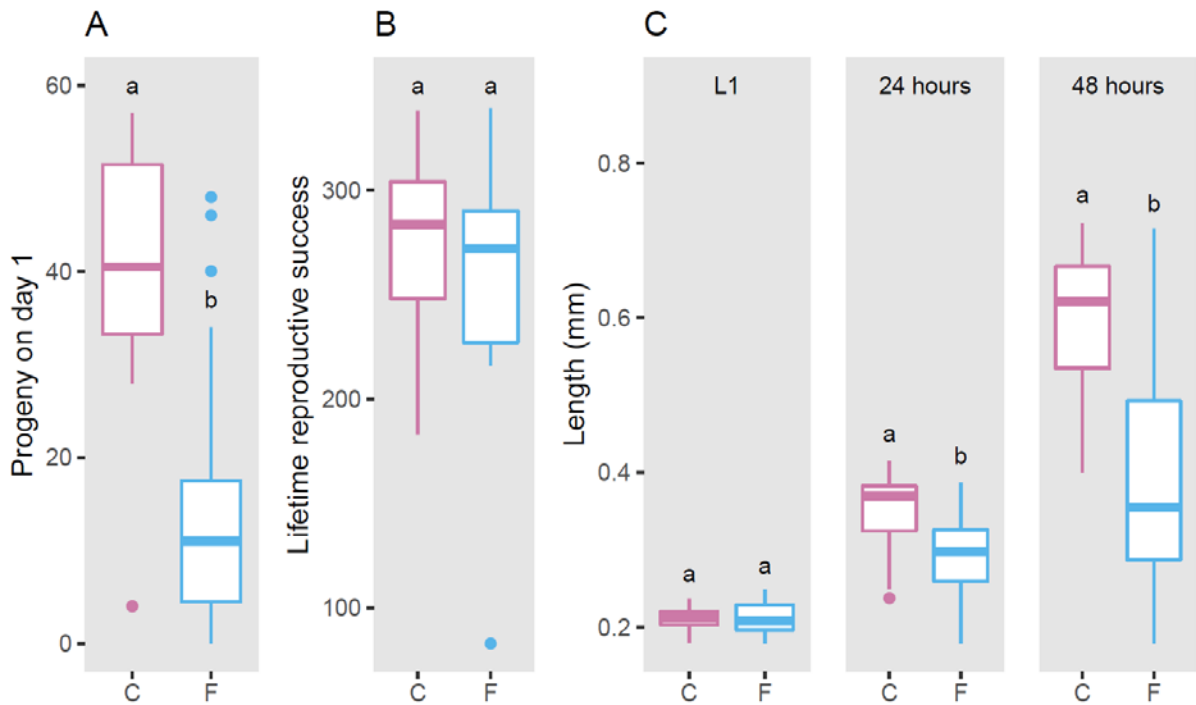 A
B
C
Progeny on day 1
60
40
20
0
a
b
C
F
Lifetime reproductive success
300
200
100
a
a
C
F
Length (mm)
0.8
0.6
0.4
0.2
L1
a
a
C
F
24 hours
a
b
C
F
48 hours
a
b
C
F